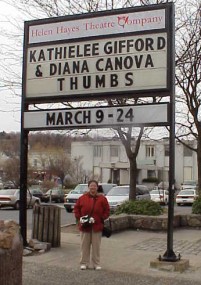 Helen Hayes Theatre Company
KATHIELEE GIFFORD
& DIANA CANOVA
THUMBS
MARCH 9-24